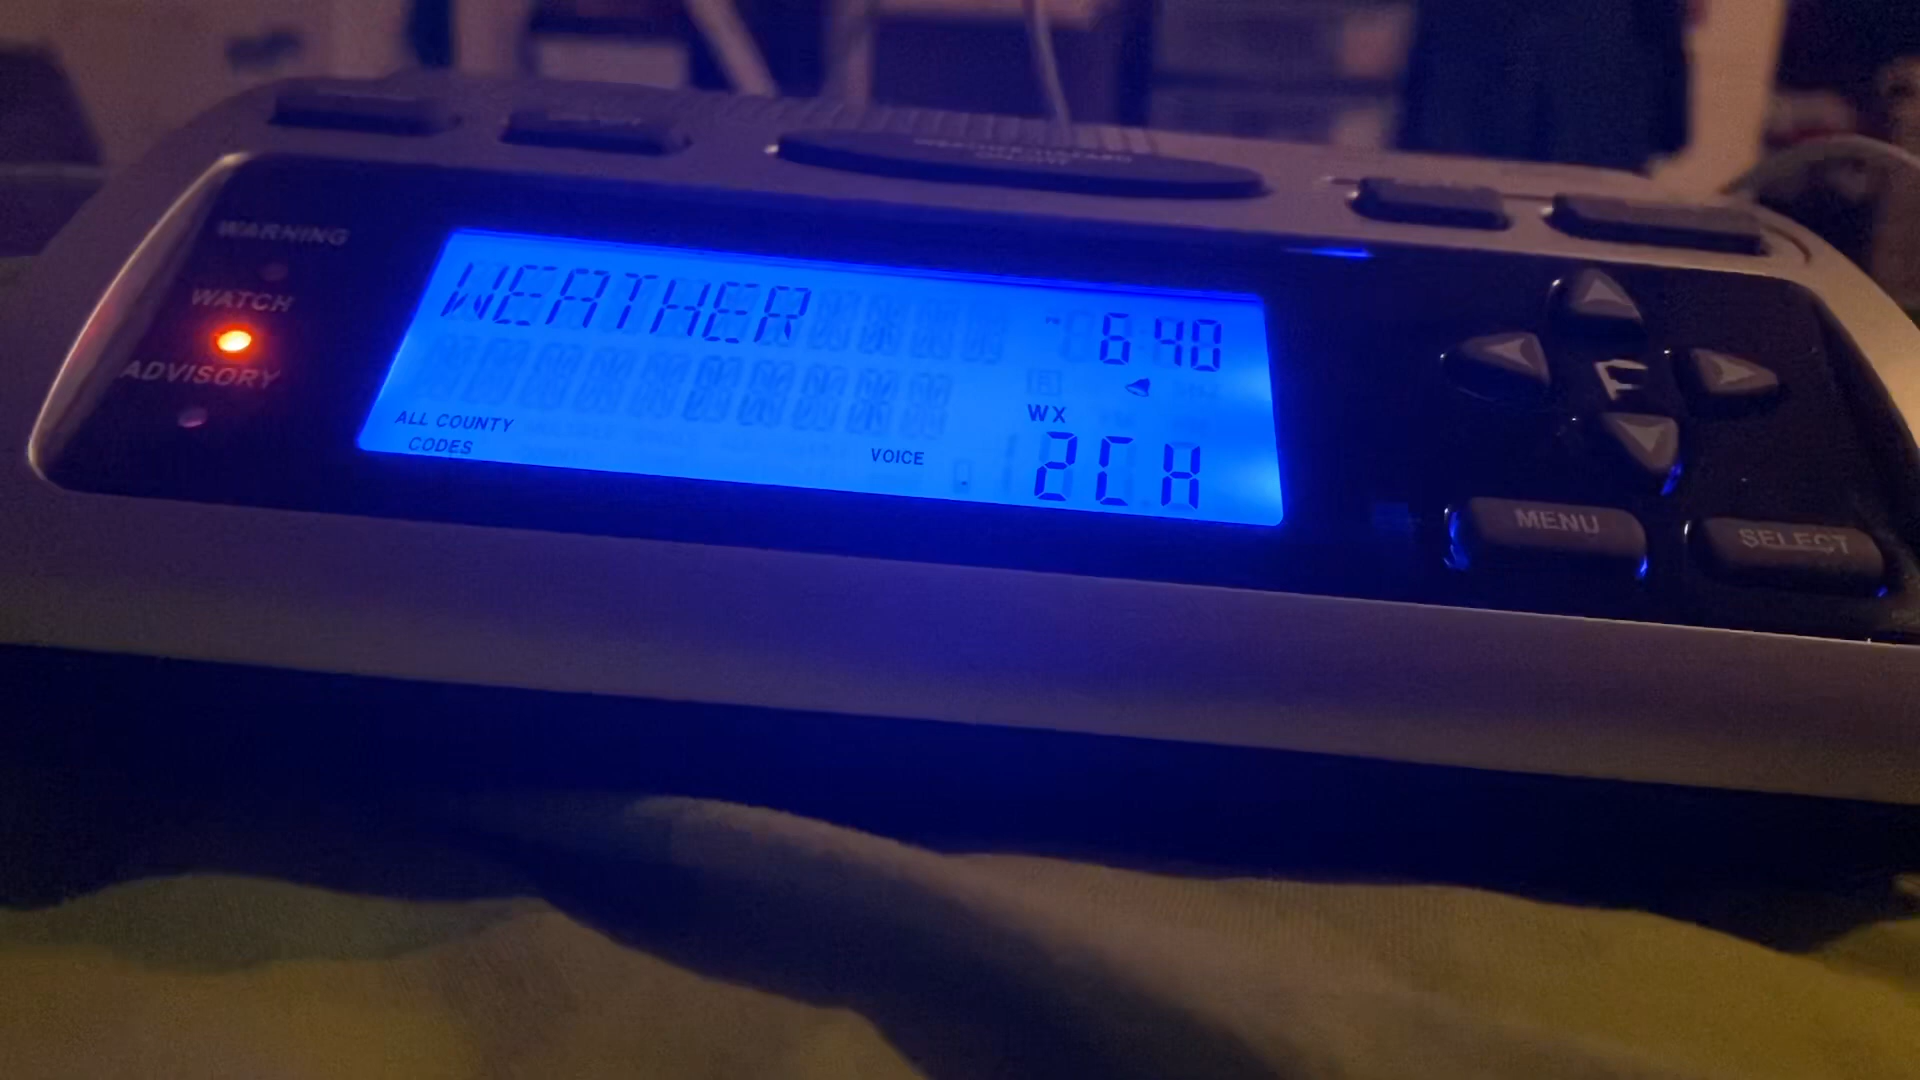 WARNING
WATCH
ADVISORY
WEATHER
6 40
ALL COUNTY
CODES
VOICE
WX
2CH
MENU
SELECT